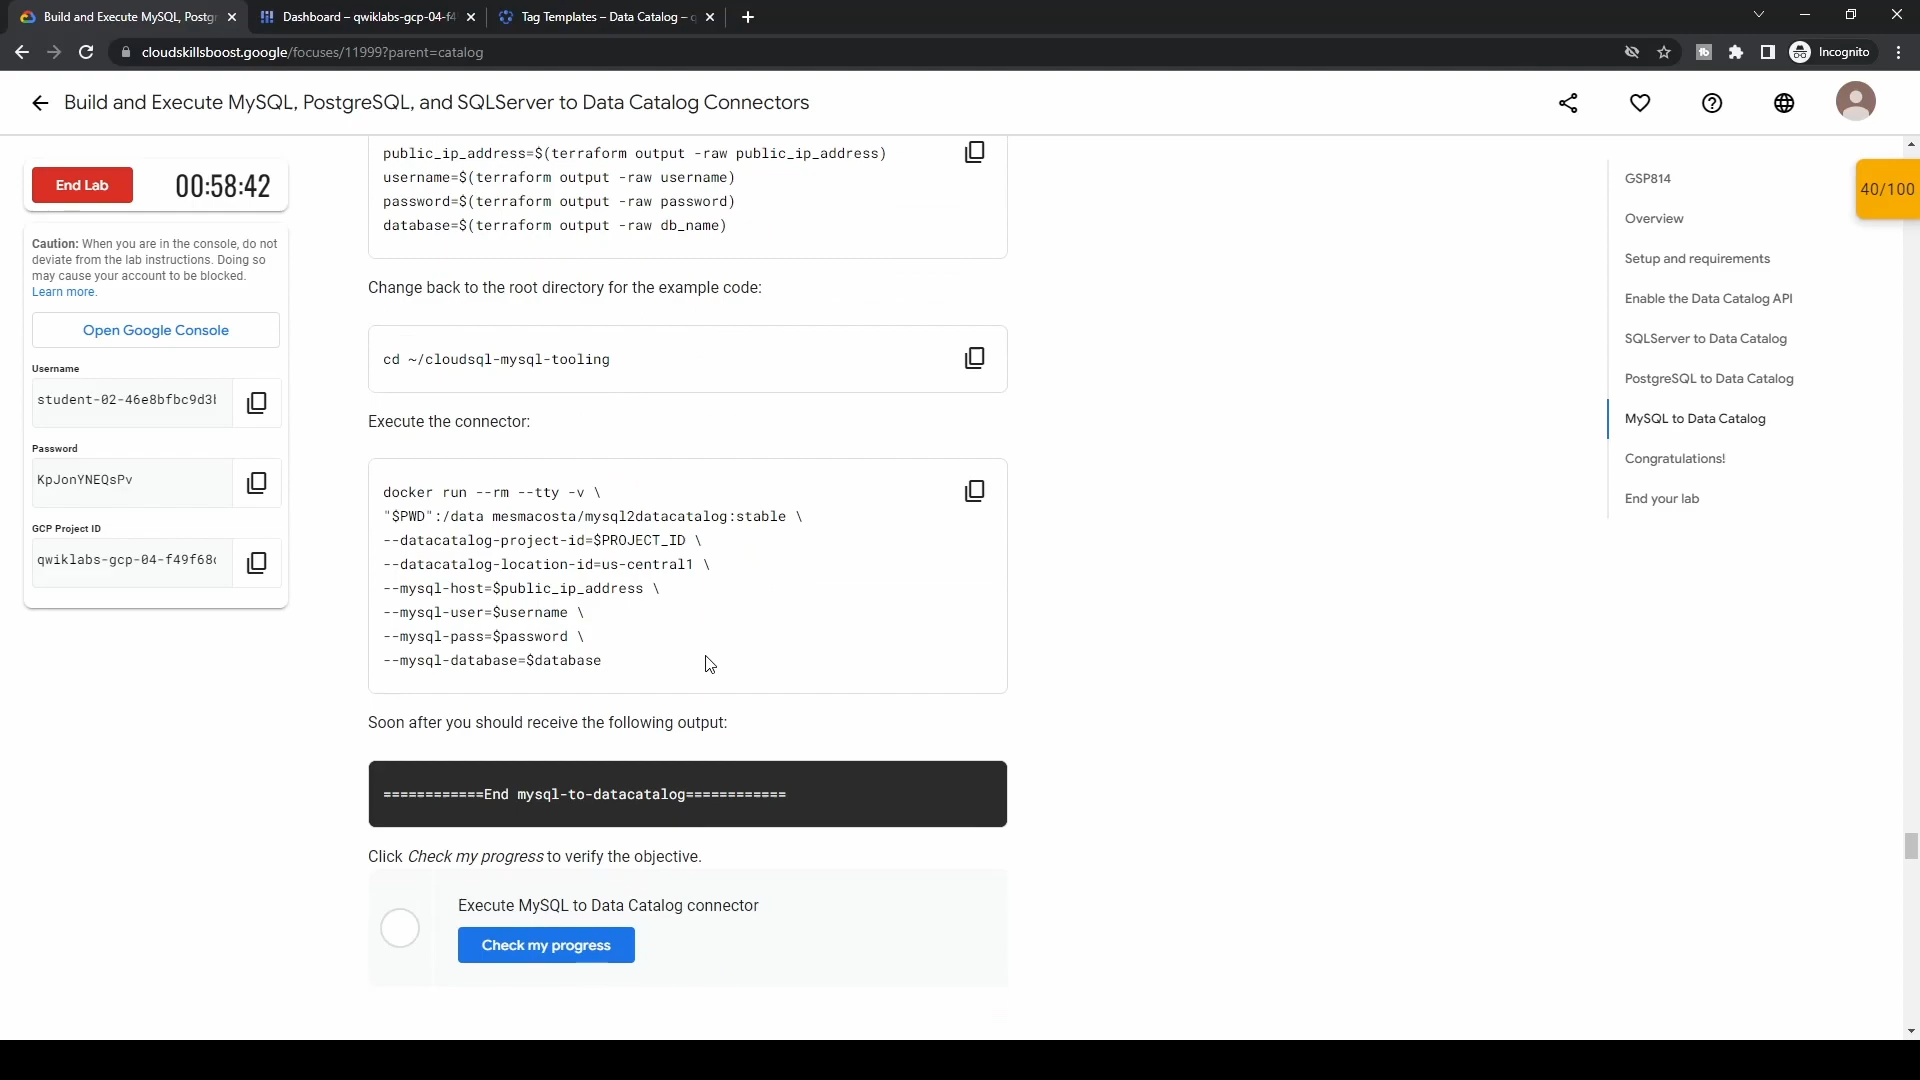 Build and Execute MySQL, Postgr
Dashboard – qwiklabs-gcp-04-f4
Tag Templates – Data Catalog – q
cloudskillsboost.google/focuses/11999?parent=catalog
Incognito
Build and Execute MySQL, PostgreSQL, and SQLServer to Data Catalog Connectors
End Lab
00:58:42
Caution: When you are in the console, do not
deviate from the lab instructions. Doing so
may cause your account to be blocked.
Learn more.
Open Google Console
Username
student-02-46e8bfbc9d3
Password
KpJonYNEQsPv
GCP Project ID
qwiklabs-gcp-04-f49f68
public_ip_address=$(terraform output -raw public_ip_address)
username=$(terraform output -raw username)
password=$(terraform output -raw password)
database=$(terraform output -raw db_name)
Change back to the root directory for the example code:
cd ~/cloudsql-mysql-tooling
Execute the connector:
docker run --rm --tty -v \
"$PWD":/data mesmacosta/mysql2datacatalog:stable \
--datacatalog-project-id=$PROJECT_ID \
--datacatalog-location-id=us-central1 \
--mysql-host=$public_ip_address \
--mysql-user=$username \
--mysql-pass=$password \
--mysql-database=$database
Soon after you should receive the following output:
============End mysql-to-datacatalog============
Click Check my progress to verify the objective.
Execute MySQL to Data Catalog connector
Check my progress
GSP814
Overview
Setup and requirements
Enable the Data Catalog API
SQLServer to Data Catalog
PostgreSQL to Data Catalog
MySQL to Data Catalog
Congratulations!
End your lab
40/100